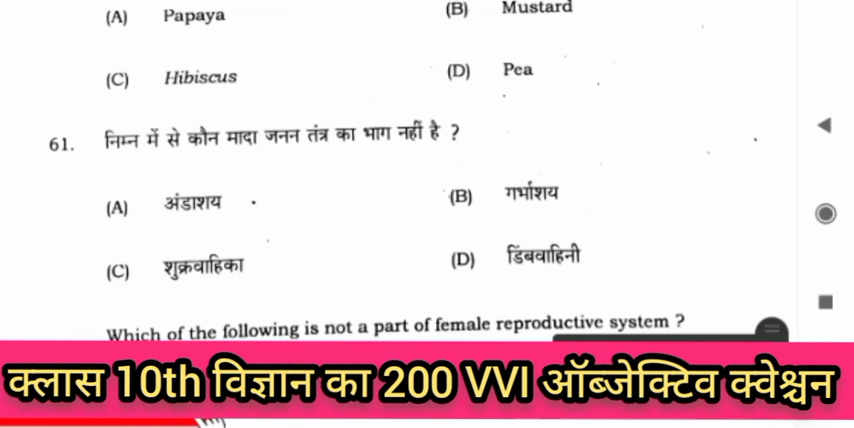 (A) Papaya (B) Mustard
(C) Hibiscus (D) Pea
61. निम्न में से कौन मादा जनन तंत्र का भाग नहीं है ?
(A) अंडाशय (B) गर्भाशय
(C) शुक्रवाहिका (D) डिंबवाहिनी
Which of the following is not a part of female reproductive system ?
क्लास 10th विज्ञान का 200 VVI ऑब्जेक्टिव क्वेश्चन